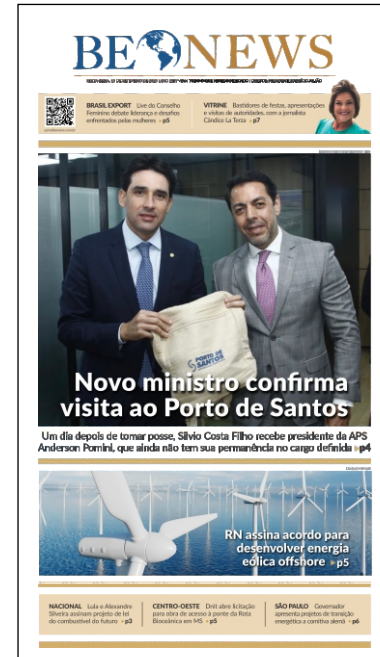 BE NEWS
BRASIL EXPORT Live do Conselho
Feminino debate liderança e desafios
enfrentados pelas mulheres ▸p5
VITRINE Bastidores de festas, apresentações
e visitas de autoridades, com a jornalista
Cândice La Terza ▸p7
PORTO DE
SANTOS
Novo ministro confirma
visita ao Porto de Santos
Um dia depois de tomar posse, Silvio Costa Filho recebe presidente da APS
Anderson Pomini, que ainda não tem sua permanência no cargo definida ▸p4
RN assina acordo para
desenvolver energia
eólica offshore ▸p5
NACIONAL Lula e Alexandre
Silveira assinam projeto de lei
do combustível do futuro ▸p3
CENTRO-OESTE Dnit abre licitação
para obra de acesso à ponte da Rota
Bioceânica em MS ▸p5
SÃO PAULO Governador
apresenta projetos de transição
energética a comitiva alemã ▸p6